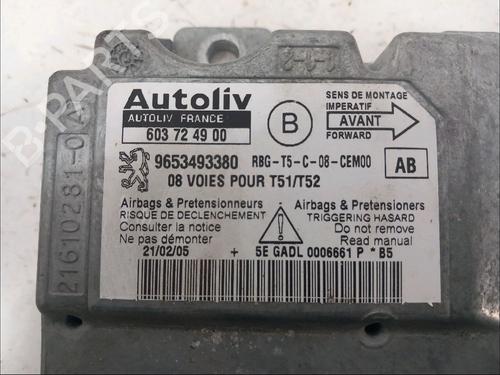 Autoliv
AUTOLIV FRANCE
603 72 49 00
B
SENS DE MONTAGE
IMPERATIF
AVANT
FORWARD
9653493380 RBG-T5-C-08-CEM00
AB
08 VOIES POUR T51/T52
Airbags & Pretensionneurs
RISQUE DE DECLENCHEMENT
Consulter la notice
Ne pas démonter
Airbags & Pretensioners
TRIGGERING HASARD
Do not remove
Read manual
21/02/05 + 5E GADL 0006661 P * B5
21610281-0
B-PARTS